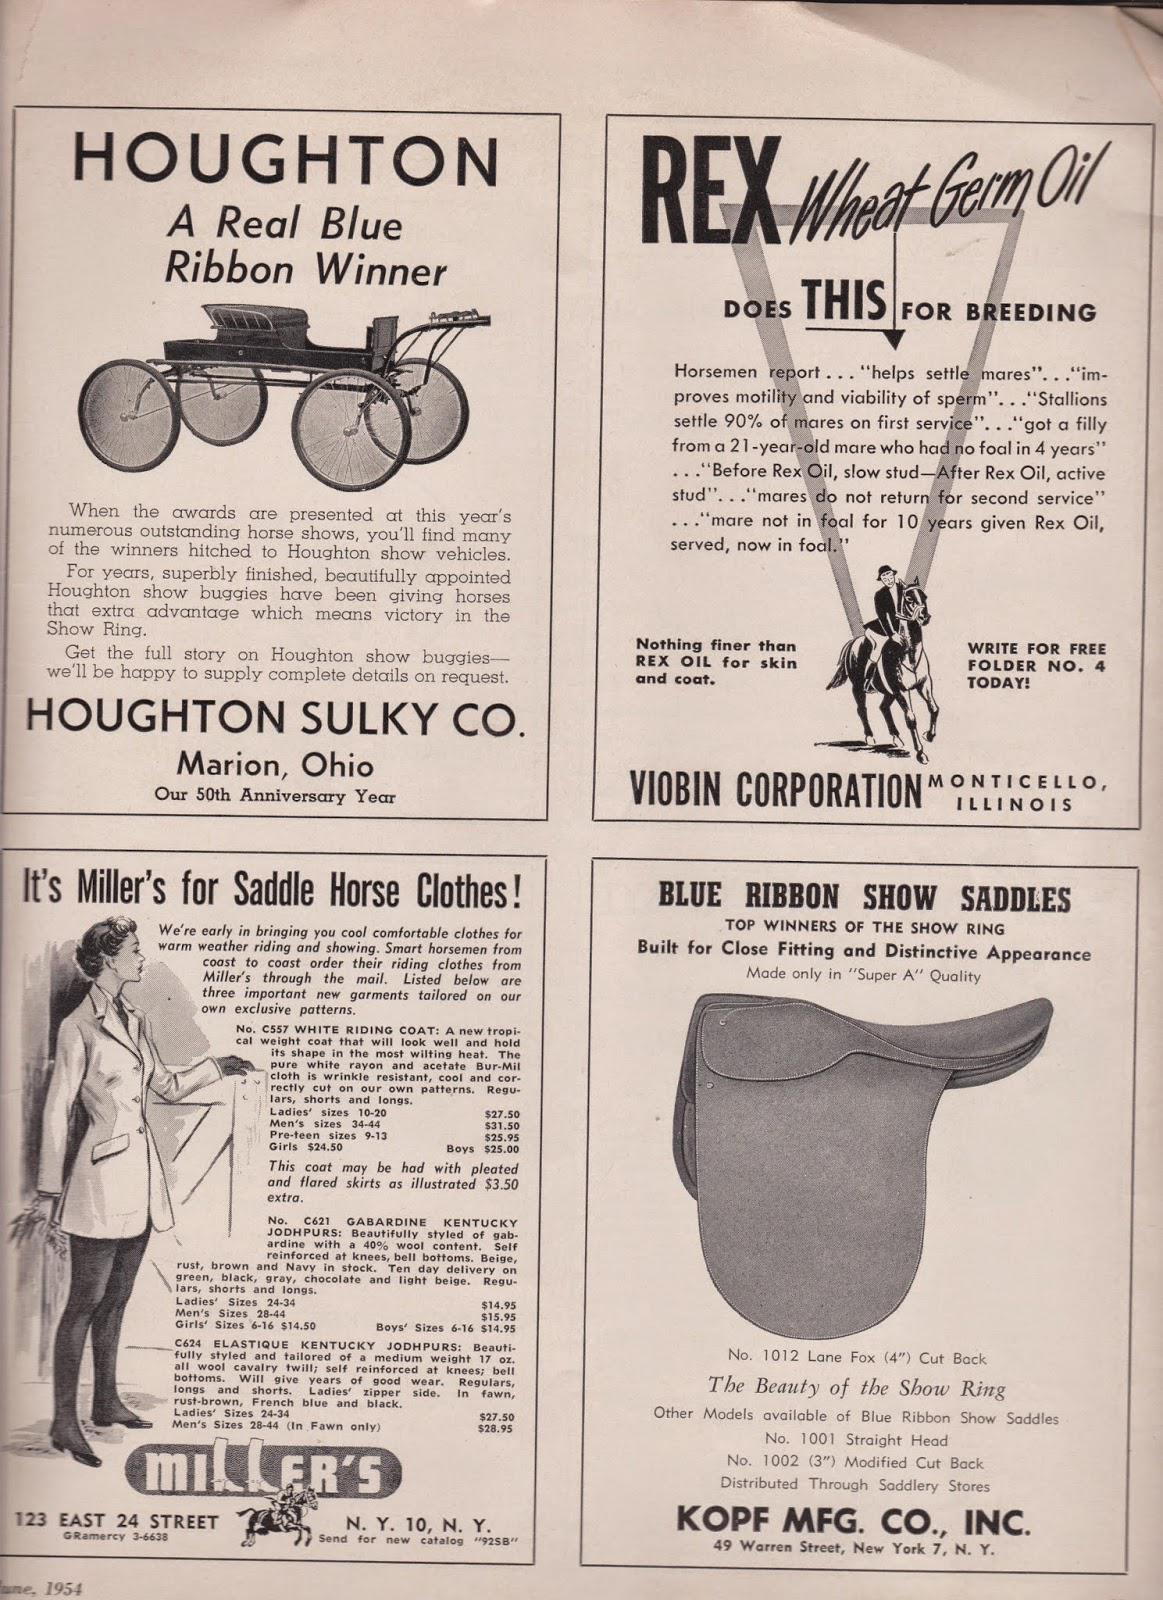 HOUGHTON
A Real Blue
Ribbon Winner
When the awards are presented at this year's
numerous outstanding horse shows, you'll find many
of the winners hitched to Houghton show vehicles.
For years, superbly finished, beautifully appointed
Houghton show buggies have been giving horses
that extra advantage which means victory in the
Show Ring.
Get the full story on Houghton show buggies—
we'll be happy to supply complete details on request.
HOUGHTON SULKY CO.
Marion, Ohio
Our 50th Anniversary Year
REX Wheat Germ Oil
DOES THIS FOR BREEDING
Horsemen report . . . "helps settle mares". . ."im-
proves motility and viability of sperm". . ."Stallions
settle 90% of mares on first service". . ."got a filly
from a 21-year-old mare who had no foal in 4 years"
. . ."Before Rex Oil, slow stud—After Rex Oil, active
stud". . ."mares do not return for second service"
. . ."mare not in foal for 10 years given Rex Oil,
served, now in foal."
Nothing finer than
REX OIL for skin
and coat.
WRITE FOR FREE
FOLDER NO. 4
TODAY!
VIOBIN CORPORATION MONTICELLO,
ILLINOIS
It's Miller's for Saddle Horse Clothes!
We're early in bringing you cool comfortable clothes for
warm weather riding and showing. Smart horsemen from
coast to coast order their riding clothes from
Miller's through the mail. Listed below are
three important new garments tailored on our
own exclusive patterns.
No. C557 WHITE RIDING COAT: A new tropi-
cal weight coat that will look well and hold
its shape in the most wilting heat. The
pure white rayon and acetate Bur-Mil
cloth is wrinkle resistant, cool and cor-
rectly cut on our own patterns. Regu-
lars, shorts and longs.
Ladies' sizes 10-20 $27.50
Men's sizes 34-44 $31.50
Pre-teen sizes 9-13 $25.95
Girls $24.50 Boys $25.00
This coat may be had with pleated
and flared skirts as illustrated $3.50
extra.
No. C621 GABARDINE KENTUCKY
JODHPURS: Beautifully styled of gab-
ardine with a 40% wool content. Self
reinforced at knees, bell bottoms. Beige,
rust, brown and Navy in stock. Ten day delivery on
green, black, gray, chocolate and light beige. Regu-
lars, shorts and longs.
Ladies' Sizes 24-34 $14.95
Men's Sizes 28-44 $15.95
Girls' Sizes 6-16 $14.50 Boys' Sizes 6-16 $14.95
C624 ELASTIQUE KENTUCKY JODHPURS: Beauti-
fully styled and tailored of a medium weight 17 oz.
all wool cavalry twill; self reinforced at knees; bell
bottoms. Will give years of good wear. Regulars,
longs and shorts. Ladies' zipper side. In fawn,
rust-brown, French blue and black.
Ladies' Sizes 24-34 $27.50
Men's Sizes 28-44 (In Fawn only) $28.95
MILLER'S
123 EAST 24 STREET N. Y. 10, N. Y.
GRamercy 3-6638 Send for new catalog "92SB"
BLUE RIBBON SHOW SADDLES
TOP WINNERS OF THE SHOW RING
Built for Close Fitting and Distinctive Appearance
Made only in "Super A" Quality
No. 1012 Lane Fox (4") Cut Back
The Beauty of the Show Ring
Other Models available of Blue Ribbon Show Saddles
No. 1001 Straight Head
No. 1002 (3") Modified Cut Back
Distributed Through Saddlery Stores
KOPF MFG. CO., INC.
49 Warren Street, New York 7, N. Y.
June, 1954